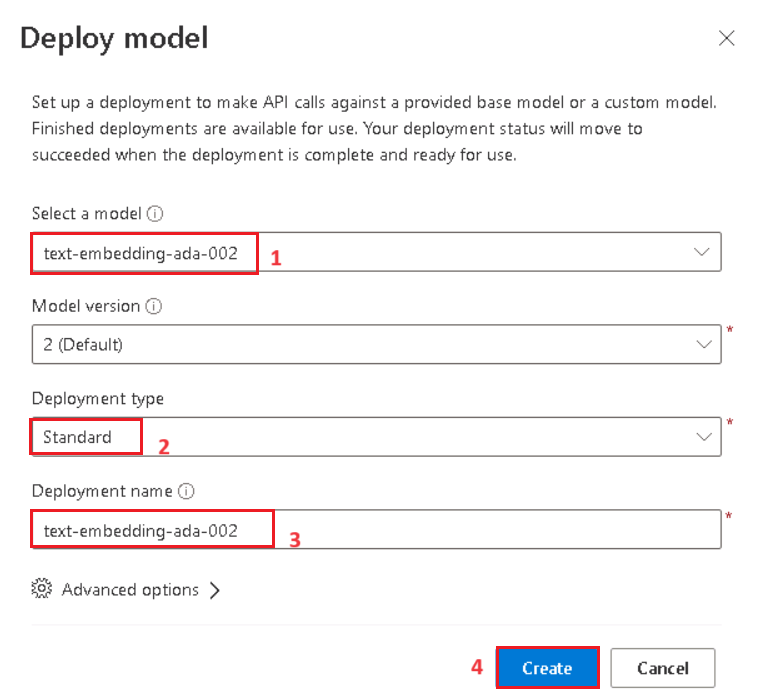 Deploy model
Set up a deployment to make API calls against a provided base model or a custom model.
Finished deployments are available for use. Your deployment status will move to
succeeded when the deployment is complete and ready for use.
Select a model
text-embedding-ada-002 1
Model version
2 (Default) *
Deployment type
Standard 2 *
Deployment name
text-embedding-ada-002 3 *
Advanced options
4 Create Cancel